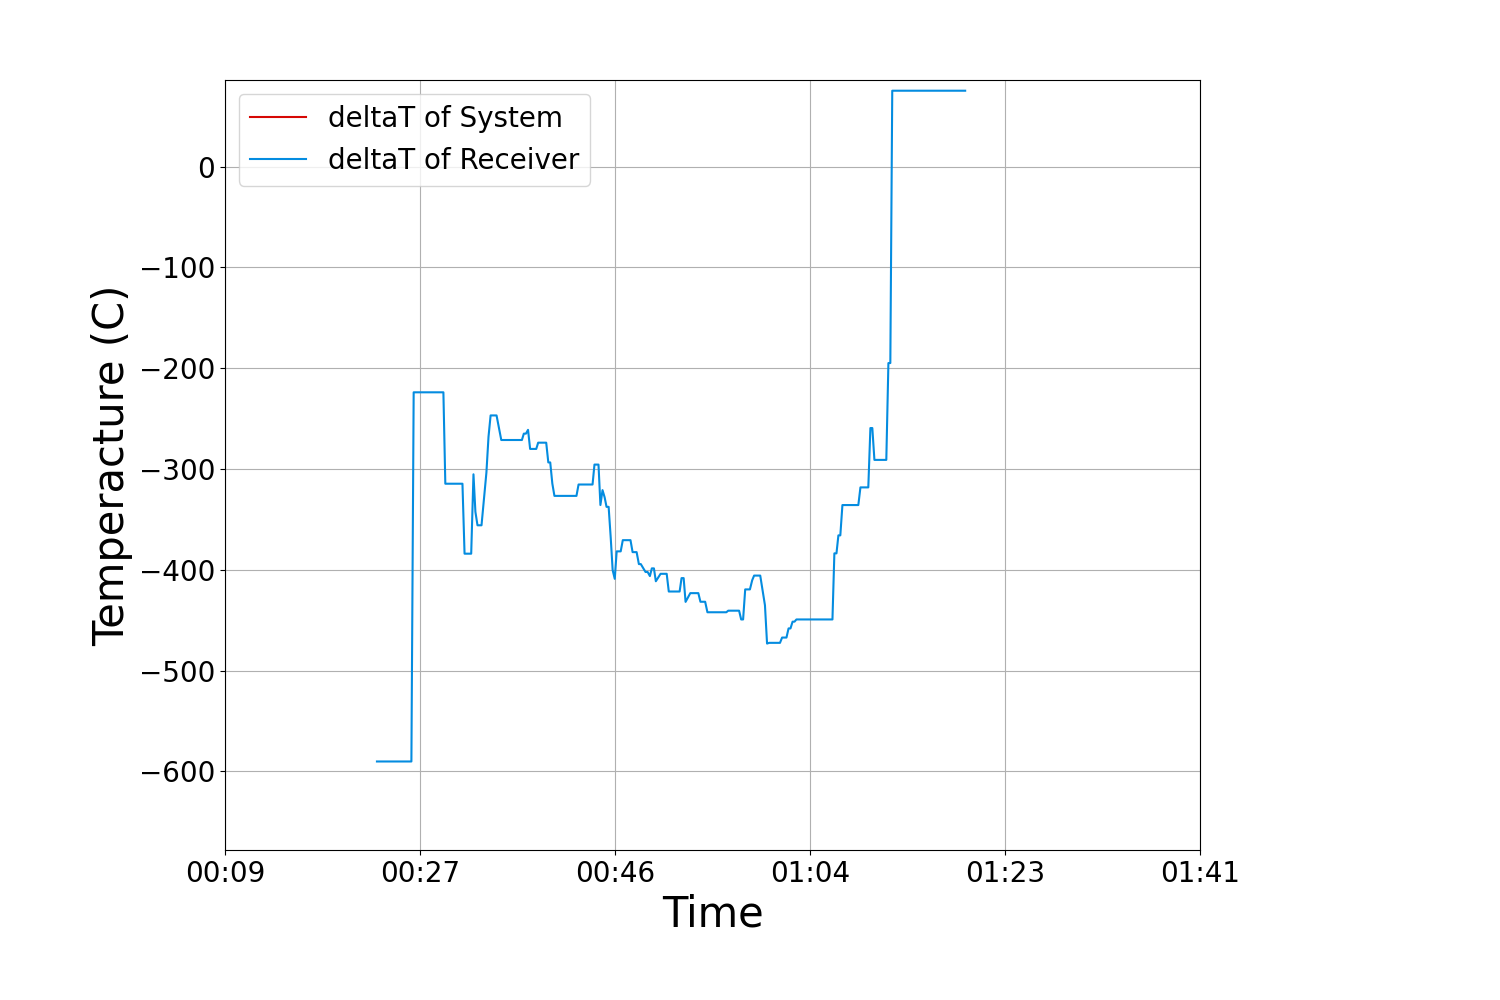 deltaT of System
deltaT of Receiver
0
−100
−200
−300
−400
−500
−600
Temperacture (C)
00:09 00:27 00:46 01:04 01:23 01:41
Time